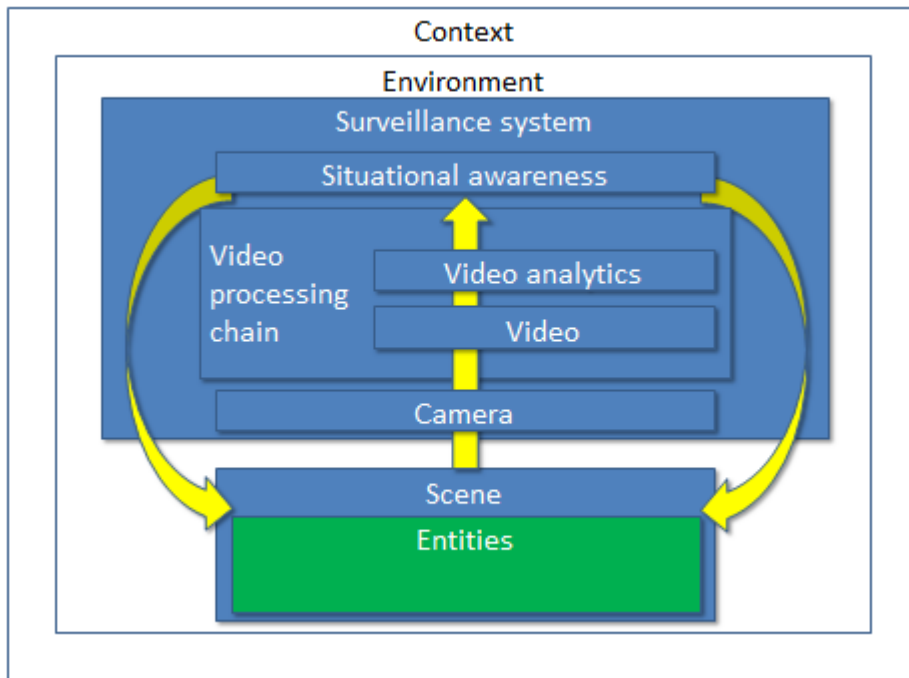 Context
Environment
Surveillance system
Situational awareness
Video
processing
chain
Video analytics
Video
Camera
Scene
Entities